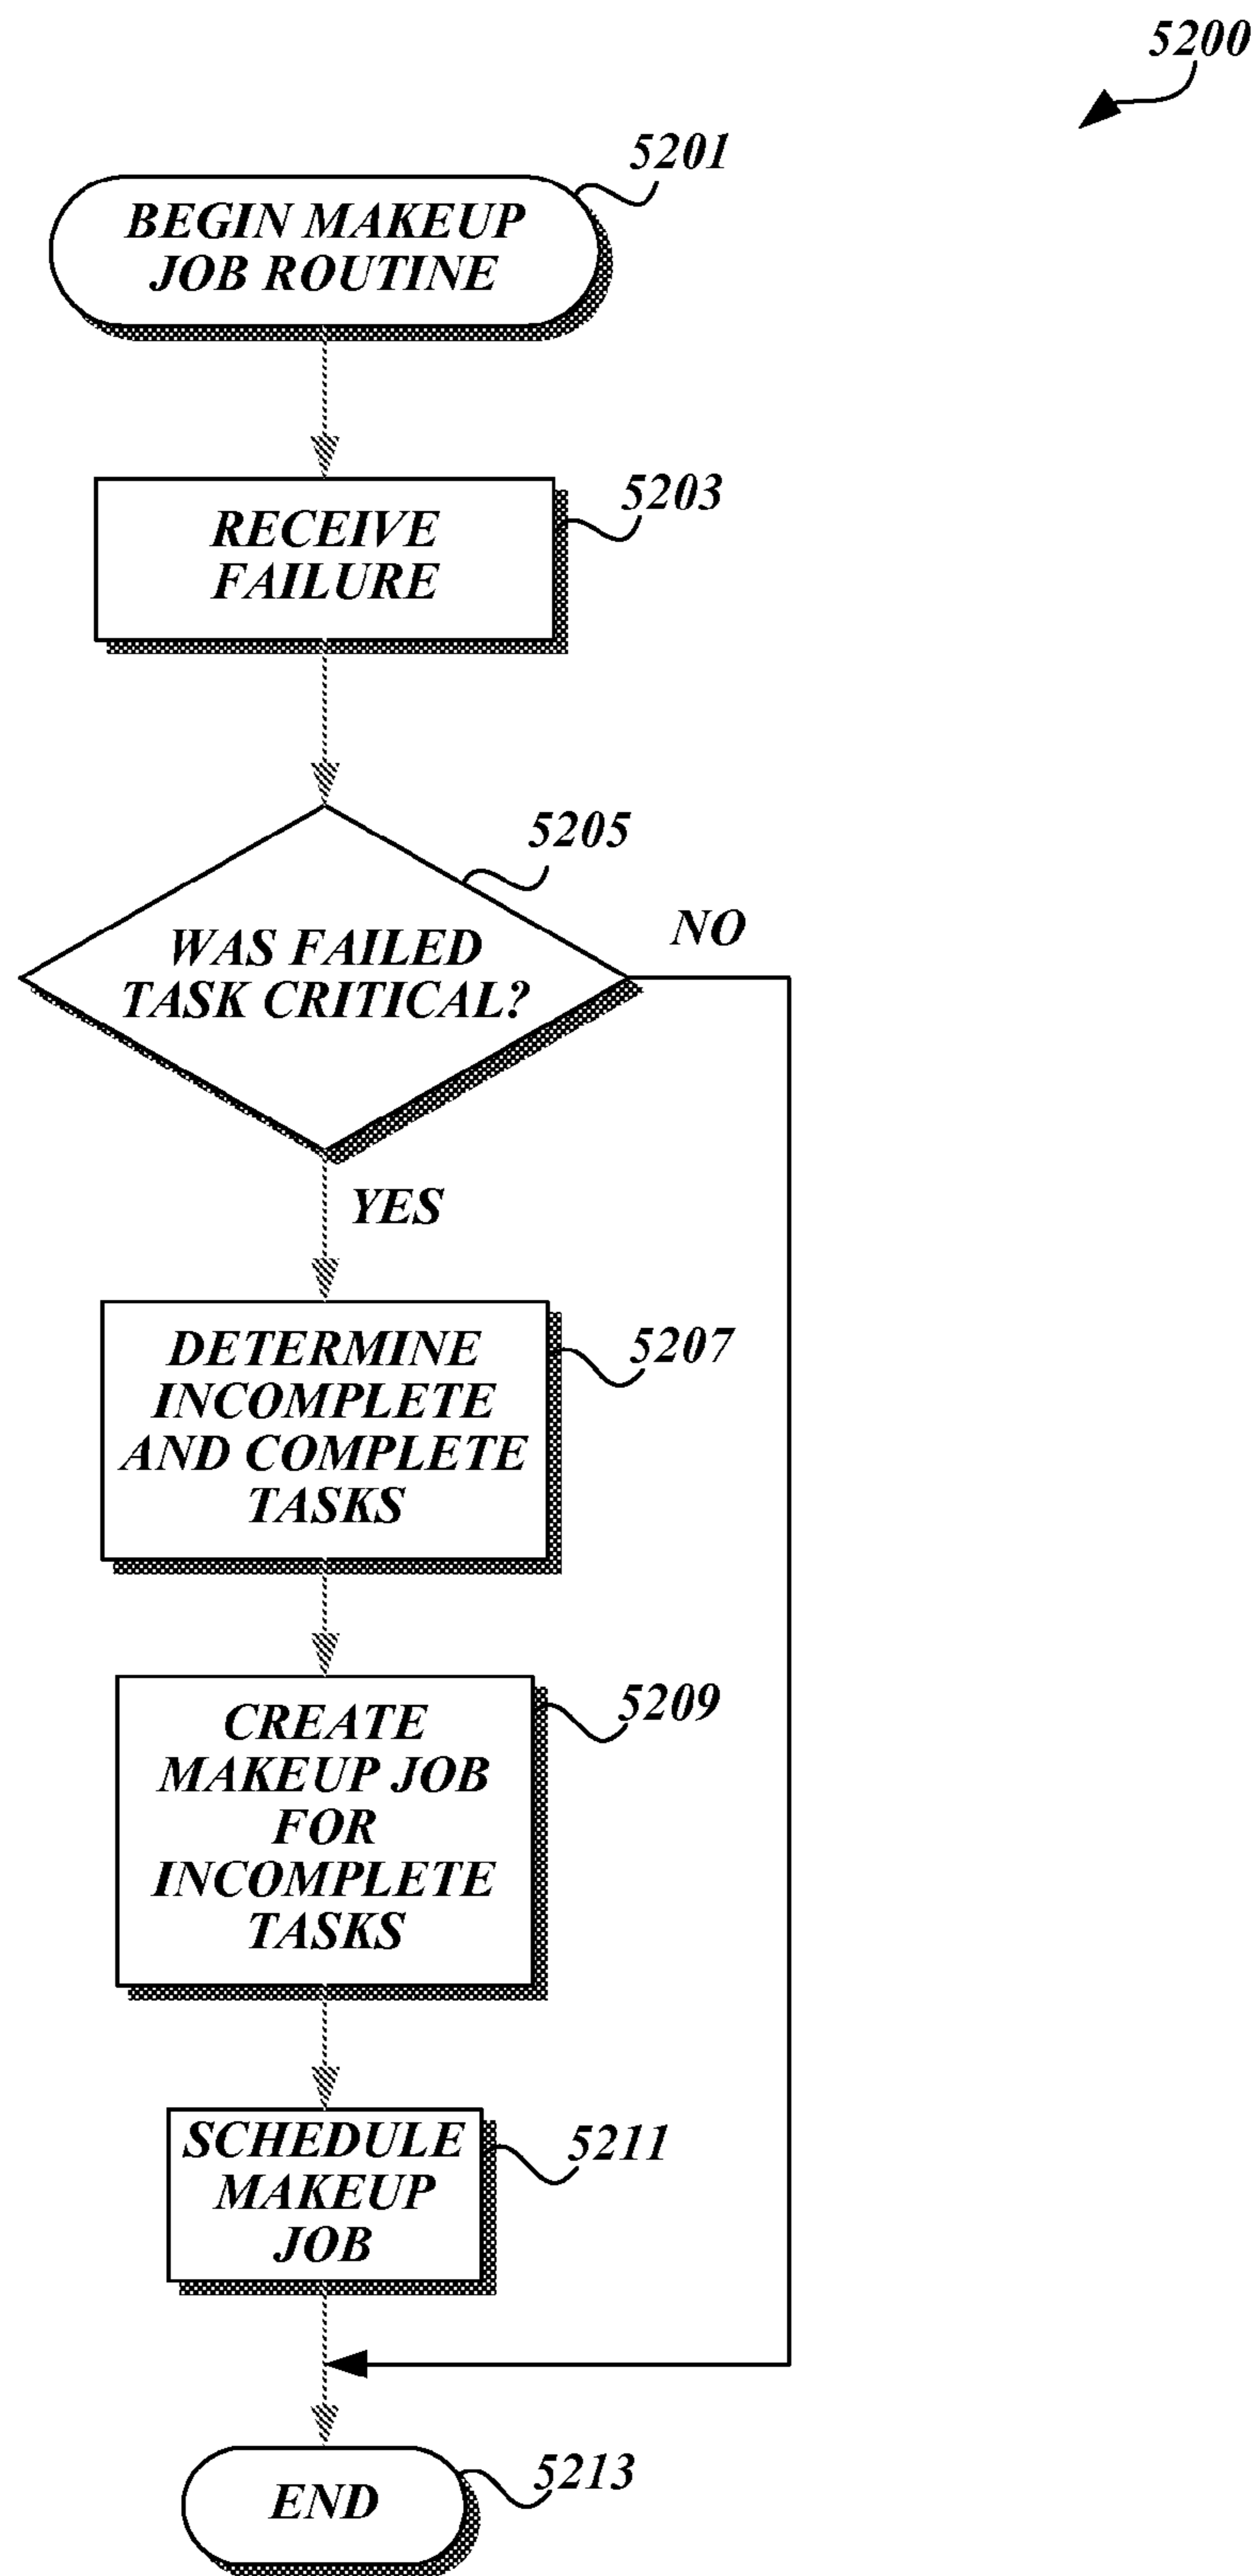 5200
5201
BEGIN MAKEUP
JOB ROUTINE
5203
RECEIVE
FAILURE
5205
NO
WAS FAILED
TASK CRITICAL?
YES
5207
DETERMINE
INCOMPLETE
AND COMPLETE
TASKS
5209
CREATE
MAKEUP JOB
FOR
INCOMPLETE
TASKS
5211
SCHEDULE
MAKEUP
JOB
5213
END